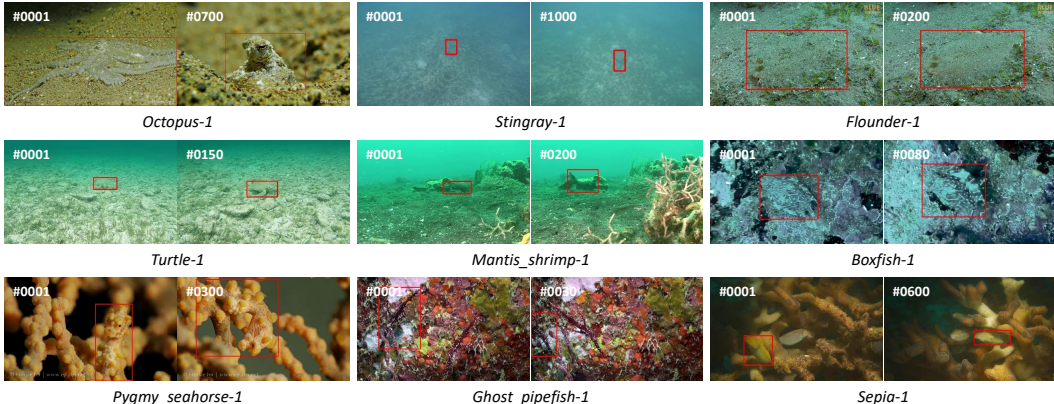 #0001 #0700 #0001 #1000 #0001 #0200
Octopus-1 Stingray-1 Flounder-1
#0001 #0150 #0001 #0200 #0001 #0080
Turtle-1 Mantis_shrimp-1 Boxfish-1
#0001 #0300 #0001 #0030 #0001 #0600
Pygmy_seahorse-1 Ghost_pipefish-1 Sepia-1